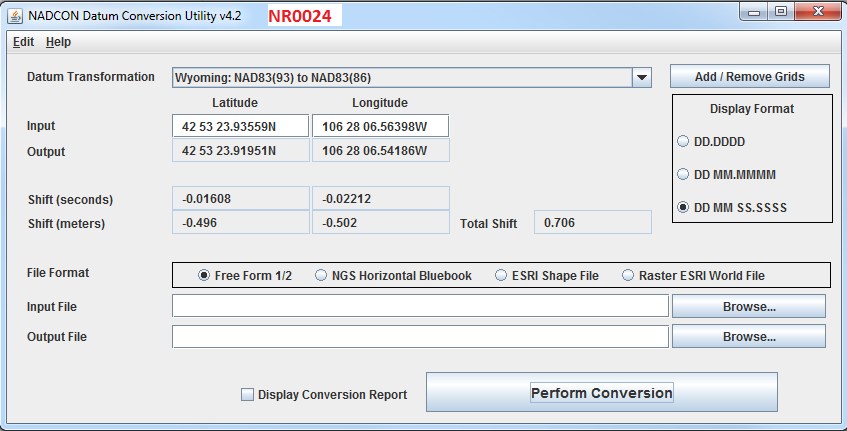 NADCON Datum Conversion Utility v4.2 NR0024
Edit Help
Datum Transformation Wyoming: NAD83(93) to NAD83(86) Add / Remove Grids
Latitude Longitude Display Format
Input 42 53 23.93559N 106 28 06.56398W
DD.DDDD
Output 42 53 23.91951N 106 28 06.54186W
DD MM.MMMM
Shift (seconds) -0.01608 -0.02212
DD MM SS.SSSS
Shift (meters) -0.496 -0.502 Total Shift 0.706
File Format Free Form 1/2 NGS Horizontal Bluebook ESRI Shape File Raster ESRI World File
Input File Browse...
Output File Browse...
Display Conversion Report Perform Conversion